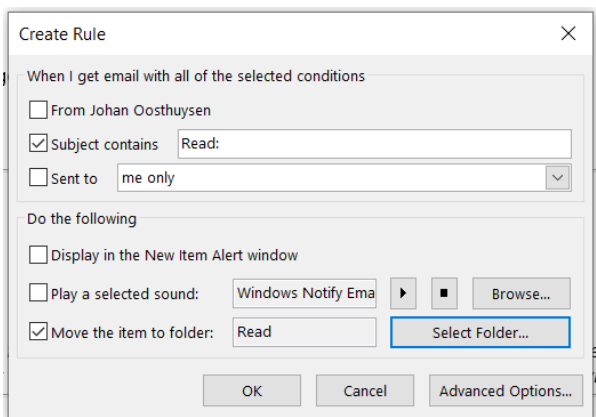 Create Rule
When I get email with all of the selected conditions
From Johan Oosthuysen
Subject contains Read:
Sent to me only
Do the following
Display in the New Item Alert window
Play a selected sound: Windows Notify Ema Browse...
Move the item to folder: Read Select Folder...
OK Cancel Advanced Options...